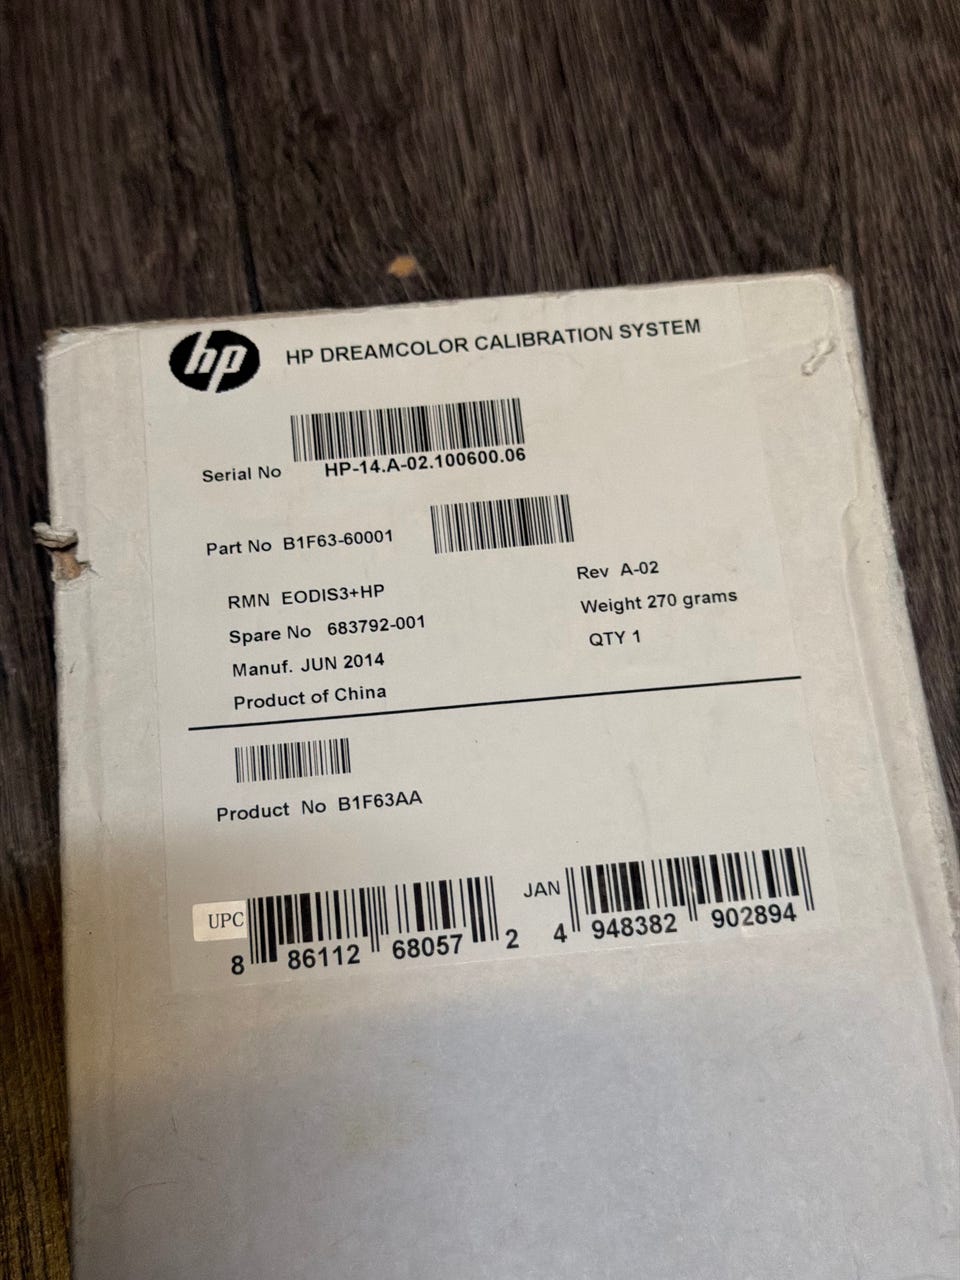 hp
HP DREAMCOLOR CALIBRATION SYSTEM
Serial No HP-14.A-02.100600.06
Part No B1F63-60001
RMN EODIS3+HP
Rev A-02
Spare No 683792-001
Weight 270 grams
Manuf. JUN 2014
QTY 1
Product of China
Product No B1F63AA
UPC
8 86112 68057 2
JAN
4 948382 902894